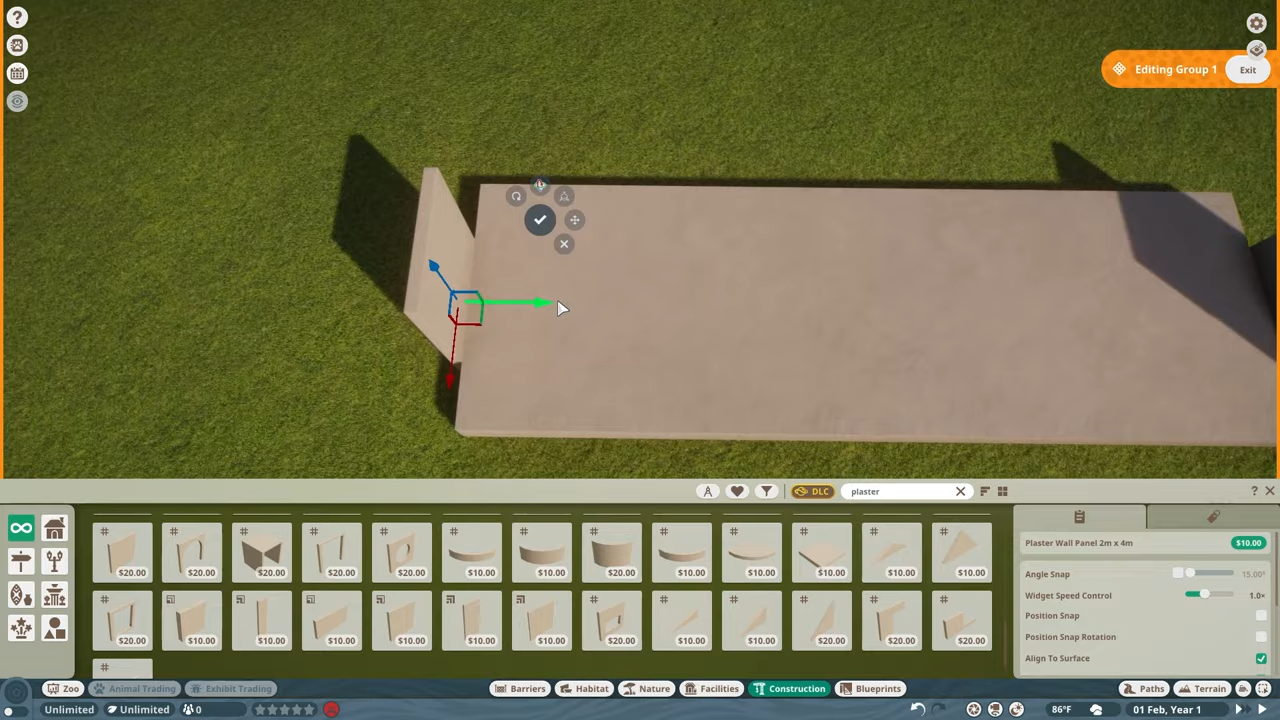 ?
Editing Group 1 Exit
DLC plaster
?
$20.00 $20.00 $20.00 $20.00 $20.00 $10.00 $10.00 $20.00 $10.00 $10.00 $10.00 $10.00 $10.00
$20.00 $10.00 $10.00 $10.00 $10.00 $10.00 $10.00 $20.00 $10.00 $10.00 $10.00 $20.00 $20.00
Plaster Wall Panel 2m x 4m $10.00
Angle Snap 15.00°
Widget Speed Control 1.0×
Position Snap
Position Snap Rotation
Align To Surface
Zoo Animal Trading Exhibit Trading Barriers Habitat Nature Facilities Construction Blueprints Paths Terrain
Unlimited Unlimited 0 86°F 01 Feb, Year 1